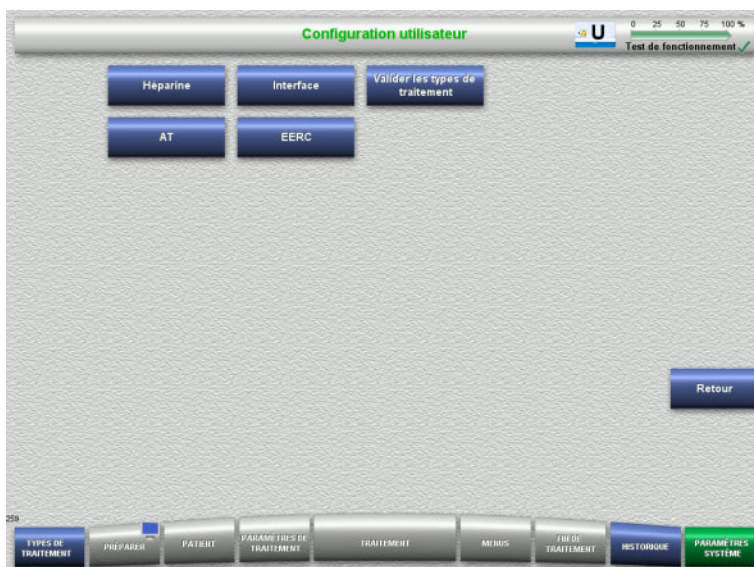 Configuration utilisateur
U
0 25 50 75 100 %
Test de fonctionnement
Héparine
Interface
Valider les types de
traitement
AT
EERC
Retour
259
TYPES DE
TRAITEMENT
PRÉPARER
PATIENT
PARAMÈTRES DE
TRAITEMENT
TRAITEMENT
MENUS
FIN DE
TRAITEMENT
HISTORIQUE
PARAMÈTRES
SYSTÈME